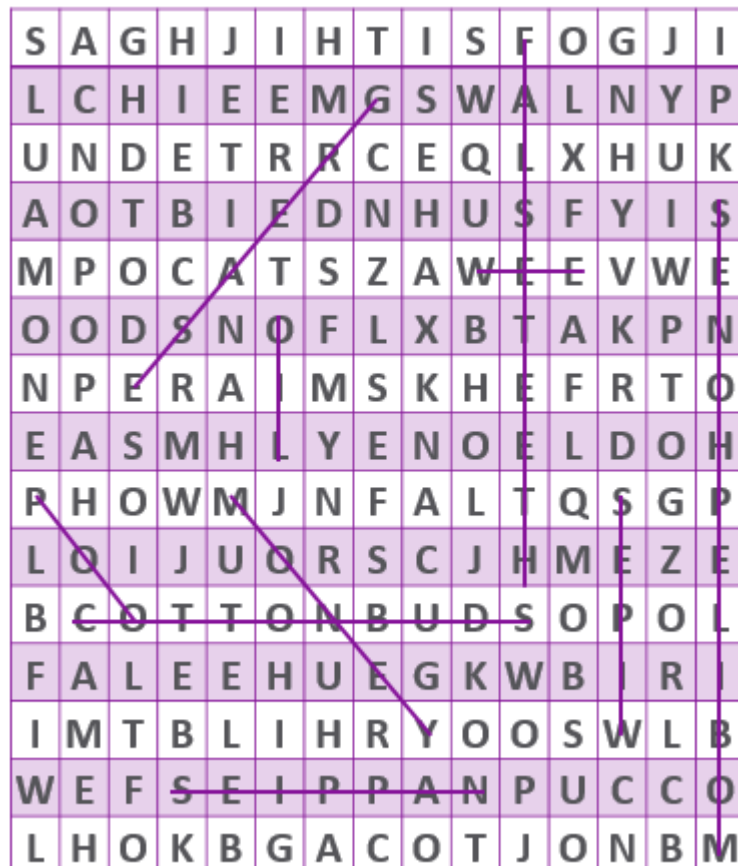 S A G H J I H T I S F O G J I
L C H I E E M G S W A L N Y P
U N D E T R R C E Q L X H U K
A O T B I E D N H U S F Y I S
M P O C A T S Z A W E E V W E
O O D S N O F L X B T A K P N
N P E R A I M S K H E F R T O
E A S M H L Y E N O E L D O H
P H O W M J N F A L T Q S G P
L O I J U O R S C J H M E Z E
B C O T T O N B U D S O P O L
F A L E E H U E G K W B I R I
I M T B L I H R Y O O S W L B
W E F S E I P P A N P U C C O
L H O K B G A C O T J O N B M